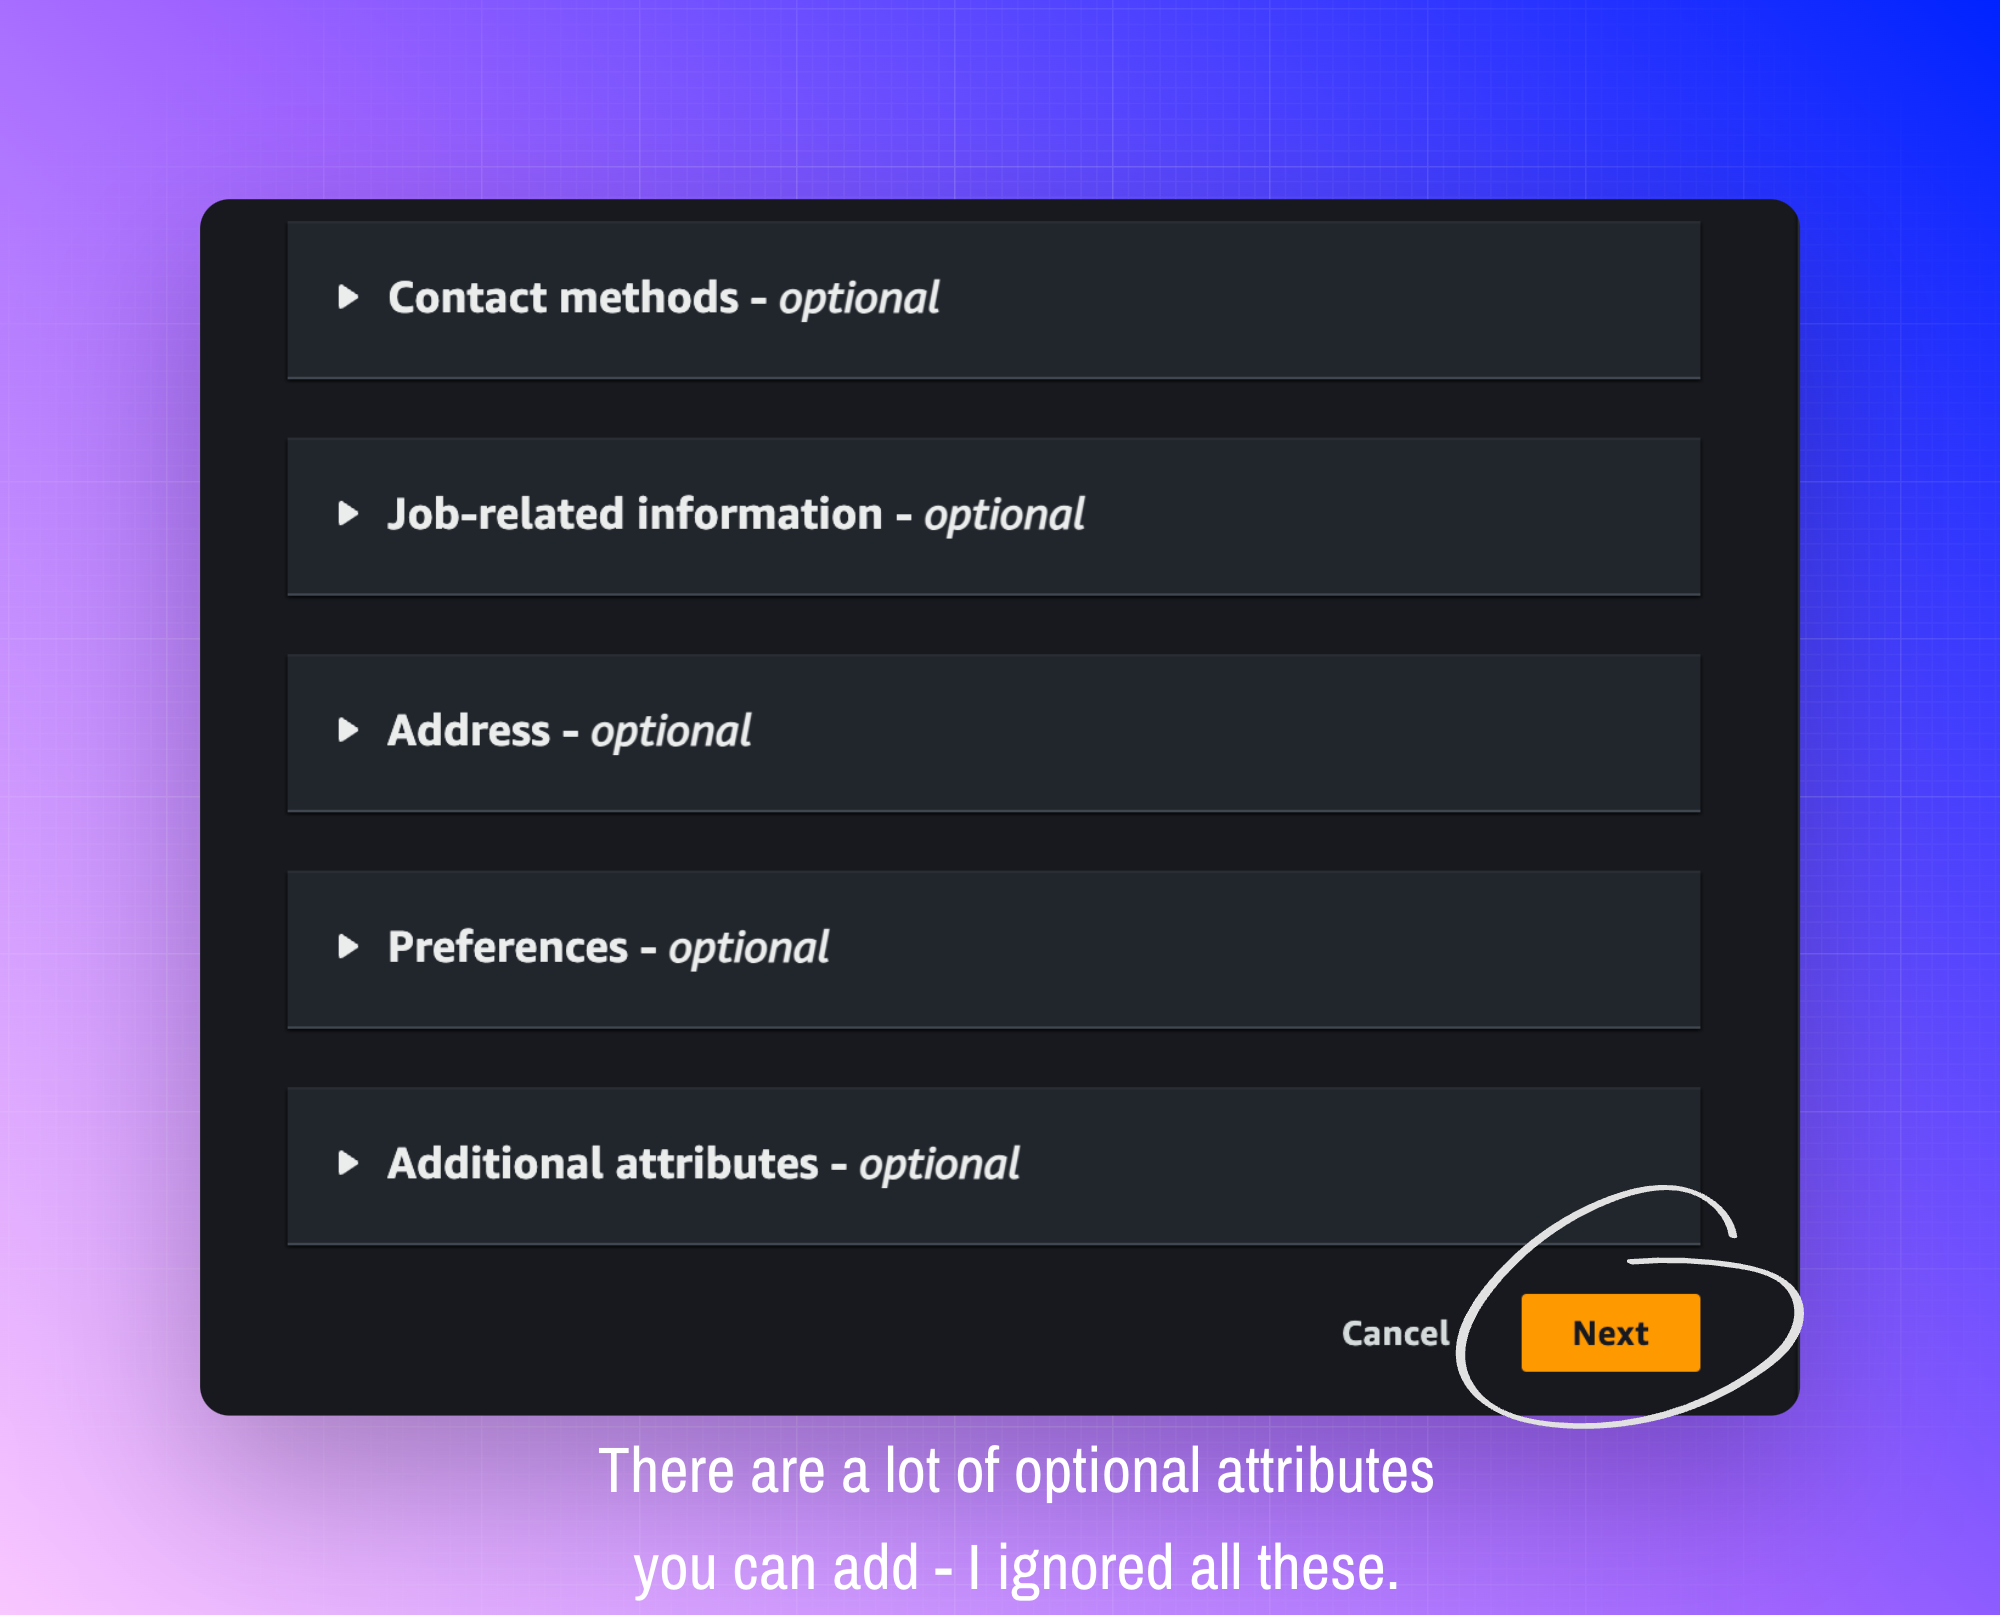 Contact methods - optional
Job-related information - optional
Address - optional
Preferences - optional
Additional attributes - optional
Cancel
Next
There are a lot of optional attributes
you can add - I ignored all these.